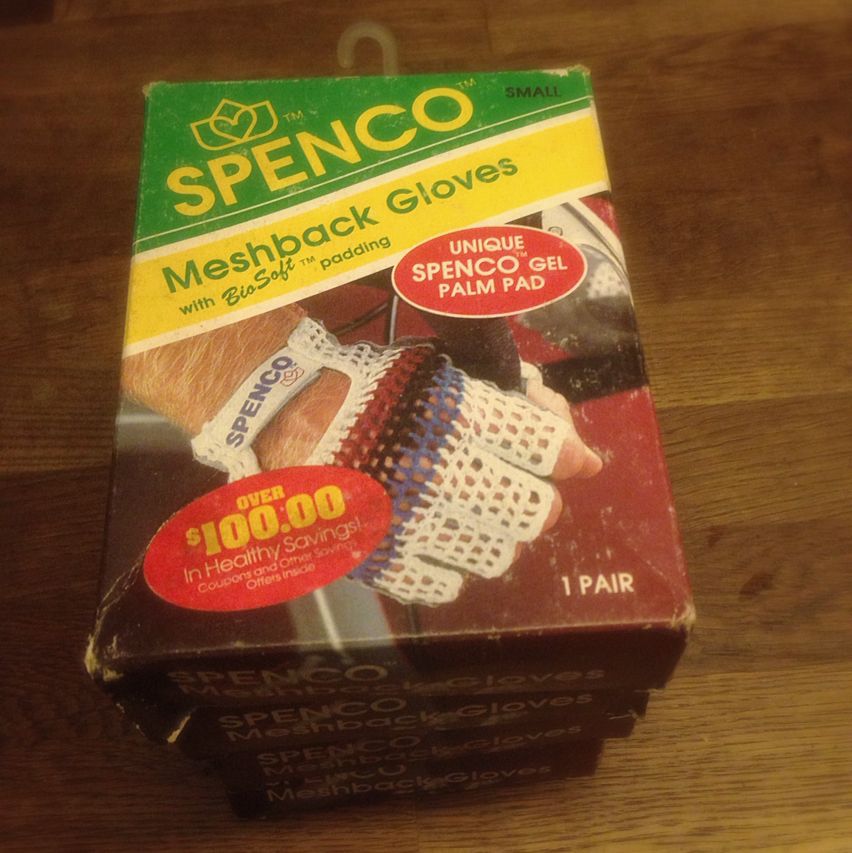 SMALL
SPENCO™
™
Meshback Gloves
with BioSoft™ padding
UNIQUE
SPENCO™ GEL
PALM PAD
SPENCO
OVER
$100.00
In Healthy Savings!
Coupons and Other Savings
Offers Inside
1 PAIR
SPENCO™
Meshback Gloves
SPENCO
Meshback Gloves
SPENCO
Meshback Gloves
SPENCO
Meshback Gloves